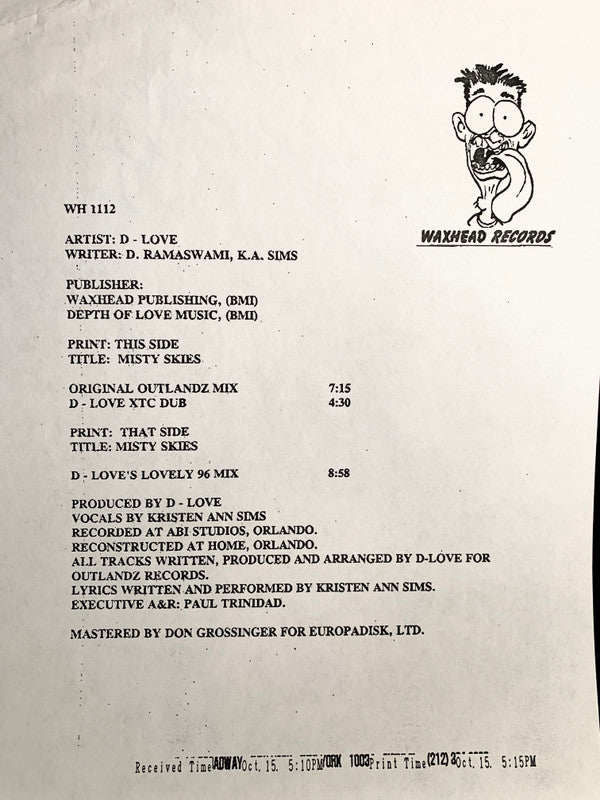 WAXHEAD RECORDS
WH 1112
ARTIST: D - LOVE
WRITER: D. RAMASWAMI, K.A. SIMS
PUBLISHER:
WAXHEAD PUBLISHING, (BMI)
DEPTH OF LOVE MUSIC, (BMI)
PRINT: THIS SIDE
TITLE: MISTY SKIES
ORIGINAL OUTLANDZ MIX 7:15
D - LOVE XTC DUB 4:30
PRINT: THAT SIDE
TITLE: MISTY SKIES
D - LOVE'S LOVELY 96 MIX 8:58
PRODUCED BY D - LOVE
VOCALS BY KRISTEN ANN SIMS
RECORDED AT ABI STUDIOS, ORLANDO.
RECONSTRUCTED AT HOME, ORLANDO.
ALL TRACKS WRITTEN, PRODUCED AND ARRANGED BY D-LOVE FOR
OUTLANDZ RECORDS.
LYRICS WRITTEN AND PERFORMED BY KRISTEN ANN SIMS.
EXECUTIVE A&R: PAUL TRINIDAD.
MASTERED BY DON GROSSINGER FOR EUROPADISK, LTD.
Received Time Oct. 15. 5:10PM Print Time Oct. 15. 5:15PM